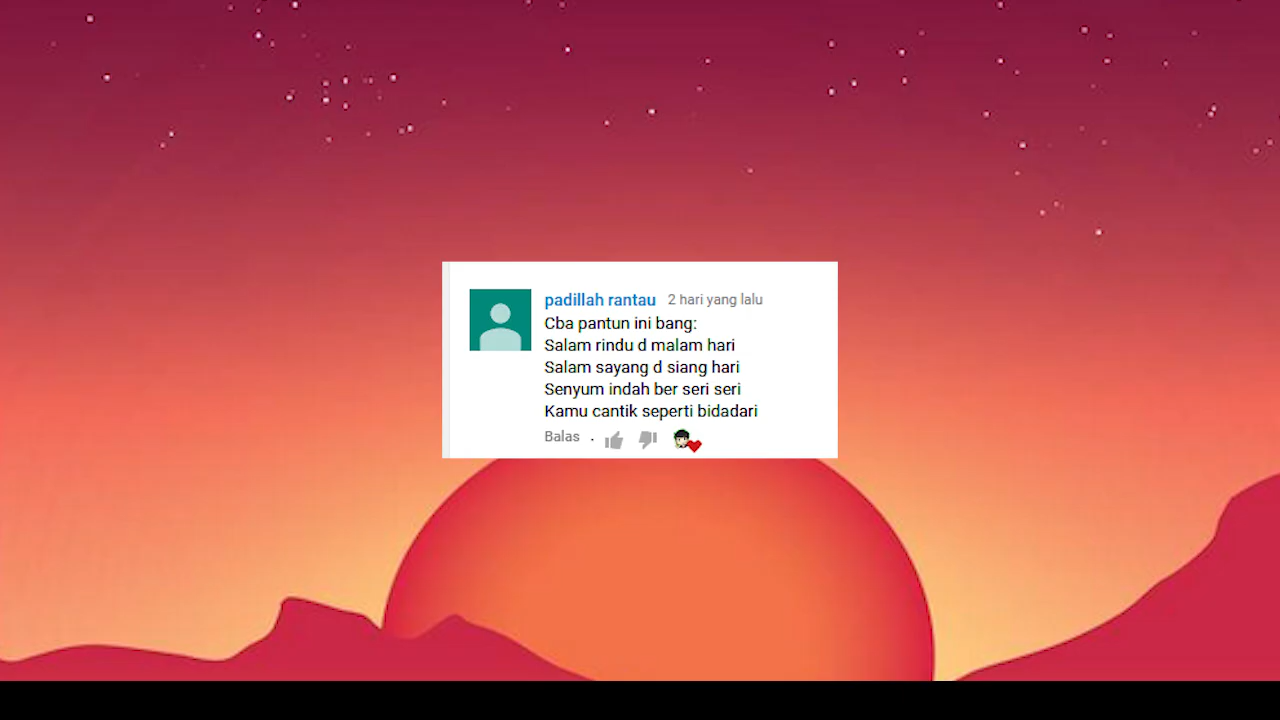 padillah rantau 2 hari yang lalu
Cba pantun ini bang:
Salam rindu d malam hari
Salam sayang d siang hari
Senyum indah ber seri seri
Kamu cantik seperti bidadari
Balas .